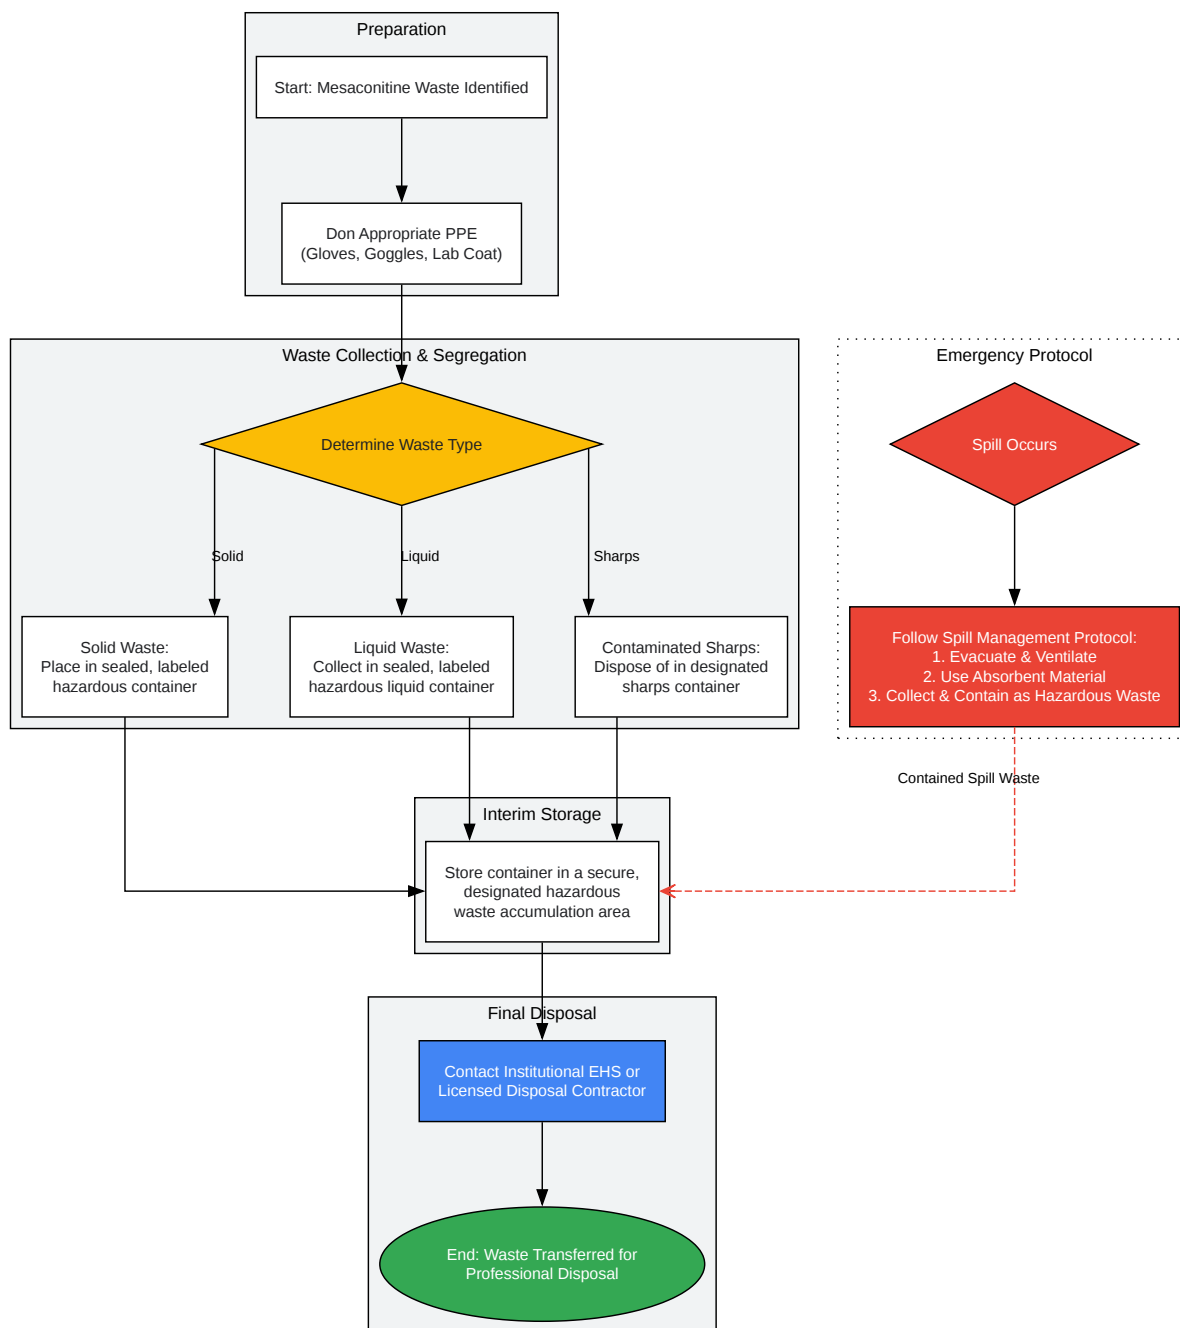 Preparation
Start: Mesaconitine Waste Identified
Don Appropriate PPE
(Gloves, Goggles, Lab Coat)
Waste Collection & Segregation
Determine Waste Type
Solid
Liquid
Sharps
Solid Waste:
Place in sealed, labeled
hazardous container
Liquid Waste:
Collect in sealed, labeled
hazardous liquid container
Contaminated Sharps:
Dispose of in designated
sharps container
Emergency Protocol
Spill Occurs
Follow Spill Management Protocol:
1. Evacuate & Ventilate
2. Use Absorbent Material
3. Collect & Contain as Hazardous Waste
Contained Spill Waste
Interim Storage
Store container in a secure,
designated hazardous
waste accumulation area
Final Disposal
Contact Institutional EHS or
Licensed Disposal Contractor
End: Waste Transferred for
Professional Disposal